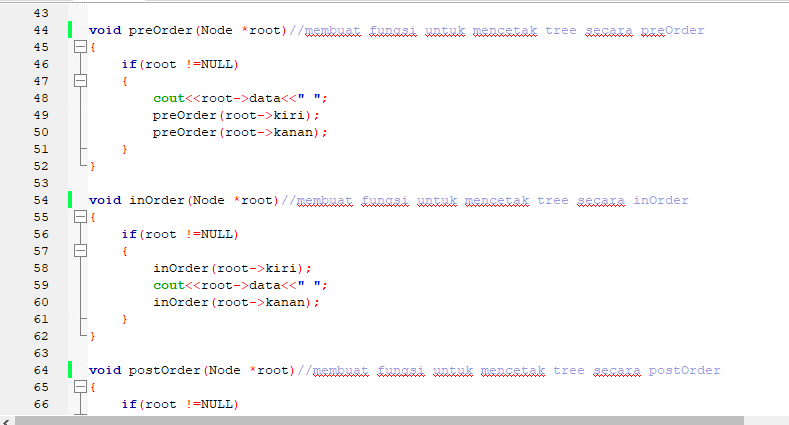 43
44 void preOrder(Node *root)//membuat fungsi untuk mencetak tree secara preOrder
45 {
46 if(root !=NULL)
47 {
48 cout<<root->data<<" ";
49 preOrder(root->kiri);
50 preOrder(root->kanan);
51 }
52 }
53
54 void inOrder(Node *root)//membuat fungsi untuk mencetak tree secara inOrder
55 {
56 if(root !=NULL)
57 {
58 inOrder(root->kiri);
59 cout<<root->data<<" ";
60 inOrder(root->kanan);
61 }
62 }
63
64 void postOrder(Node *root)//membuat fungsi untuk mencetak tree secara postOrder
65 {
66 if(root !=NULL)